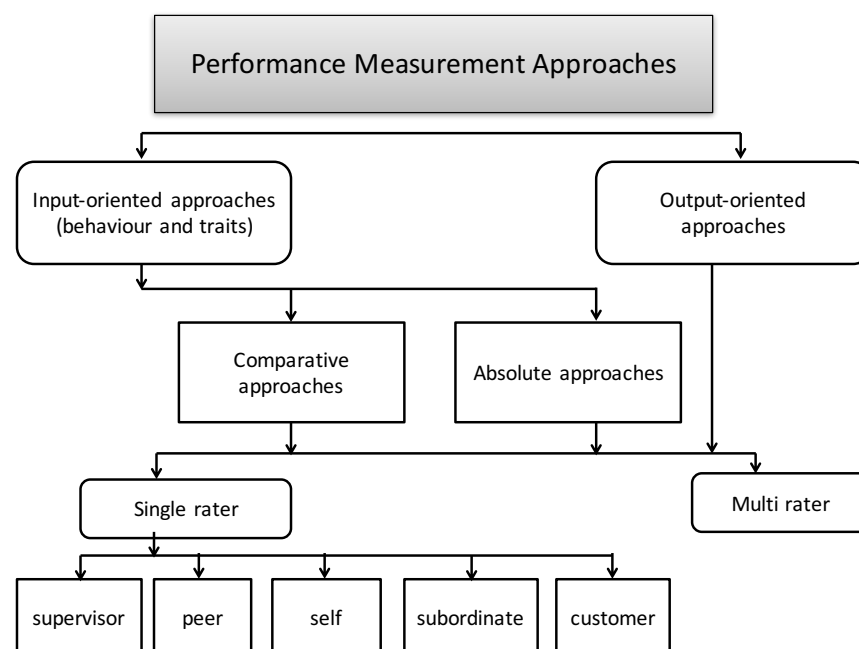 Performance Measurement Approaches
Input-oriented approaches
(behaviour and traits)
Output-oriented
approaches
Comparative
approaches
Absolute approaches
Single rater
Multi rater
supervisor
peer
self
subordinate
customer